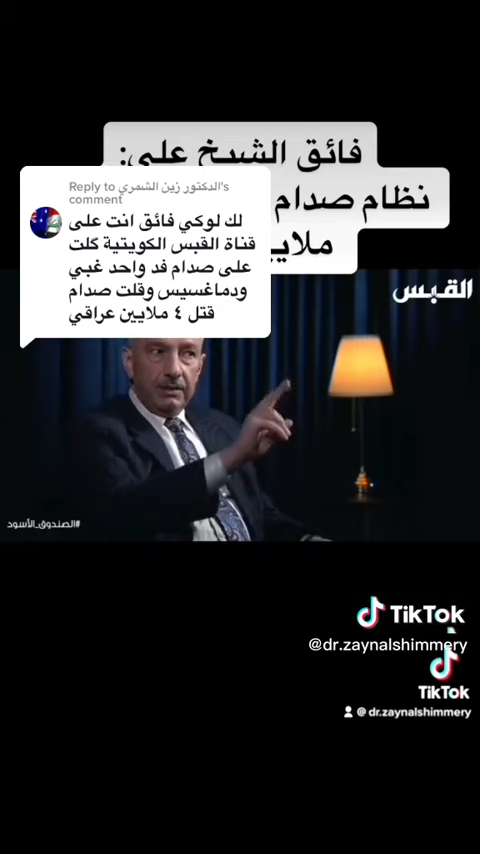 فائق الشيخ علي:
نظام صدام
ملايي
Reply to الدكتور زين الشمري's
comment
لك لوكي فائق انت على
قناة القبس الكويتية گلت
على صدام فد واحد غبي
ودماغسيس وقلت صدام
قتل ٤ ملايين عراقي
القبس
#الصندوق_الأسود
TikTok
@dr.zaynalshimmery
TikTok
@ dr.zaynalshimmery